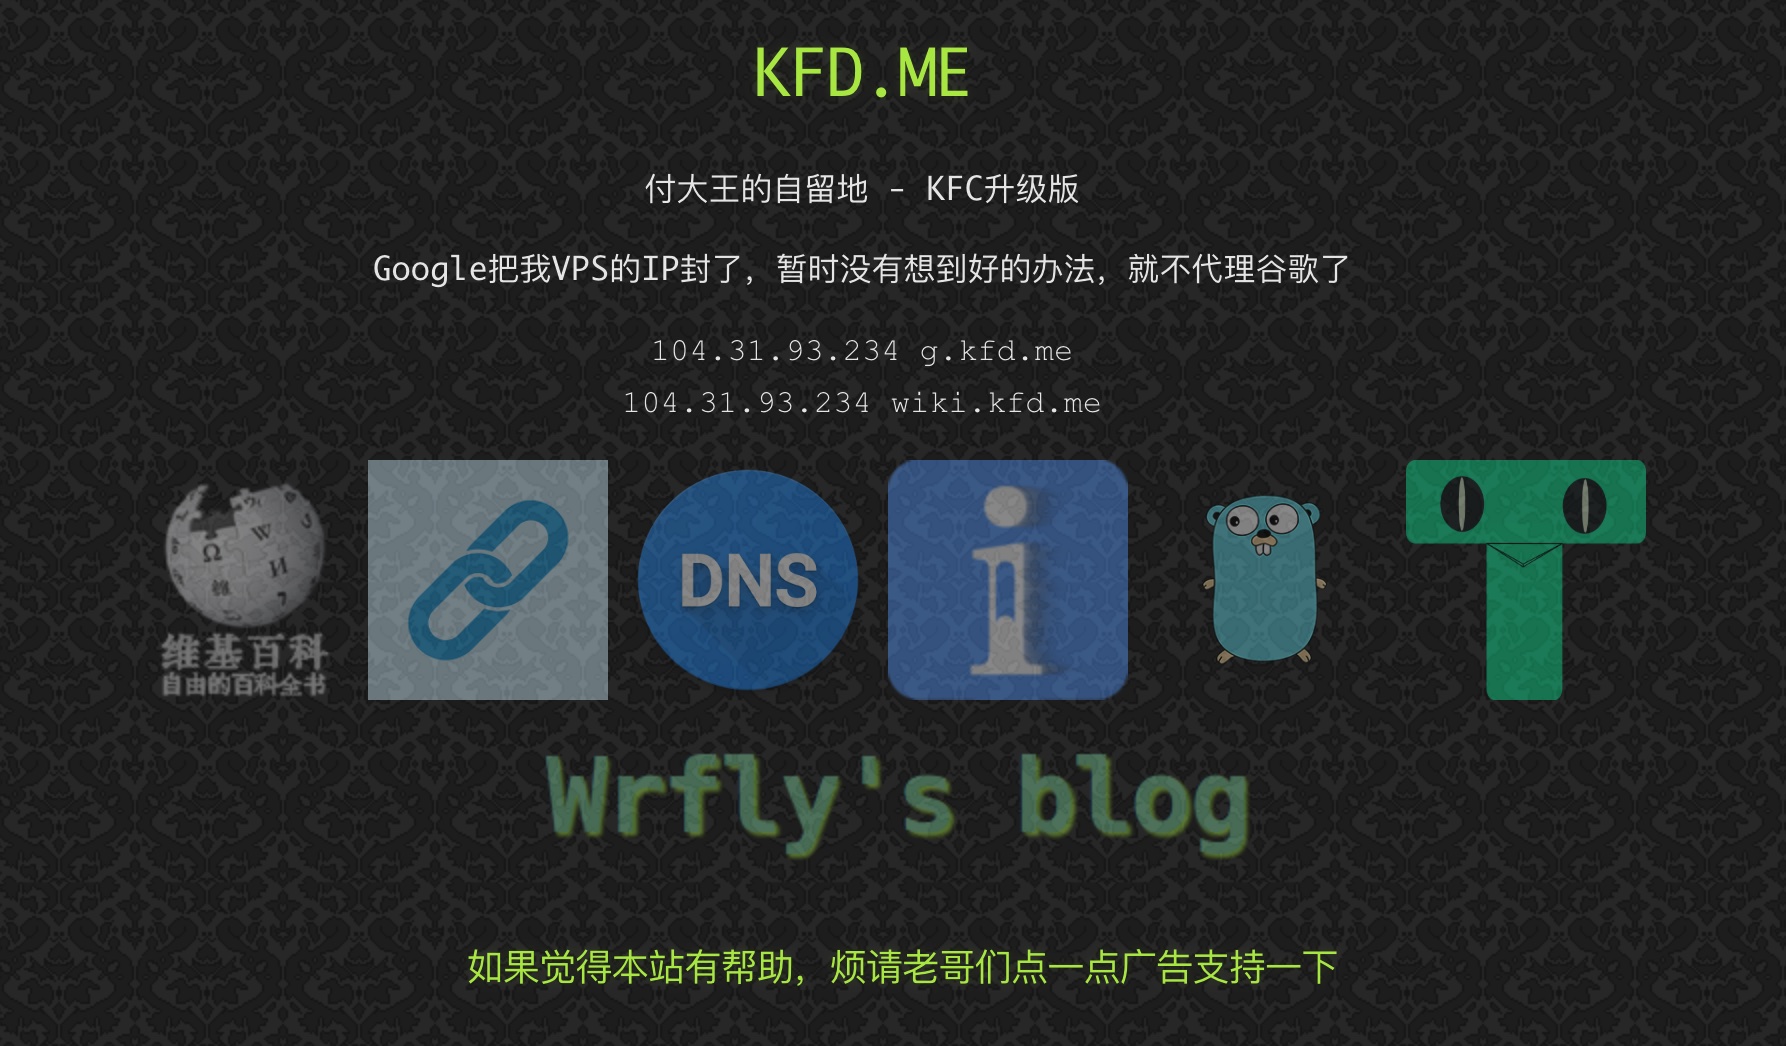 KFD.ME
付大王的自留地 - KFC升级版
Google把我VPS的IP封了，暂时没有想到好的办法，就不代理谷歌了
104.31.93.234 g.kfd.me
104.31.93.234 wiki.kfd.me
Ω W И 7
维
维基百科
自由的百科全书
DNS
i
Wrfly's blog
如果觉得本站有帮助，烦请老哥们点一点广告支持一下